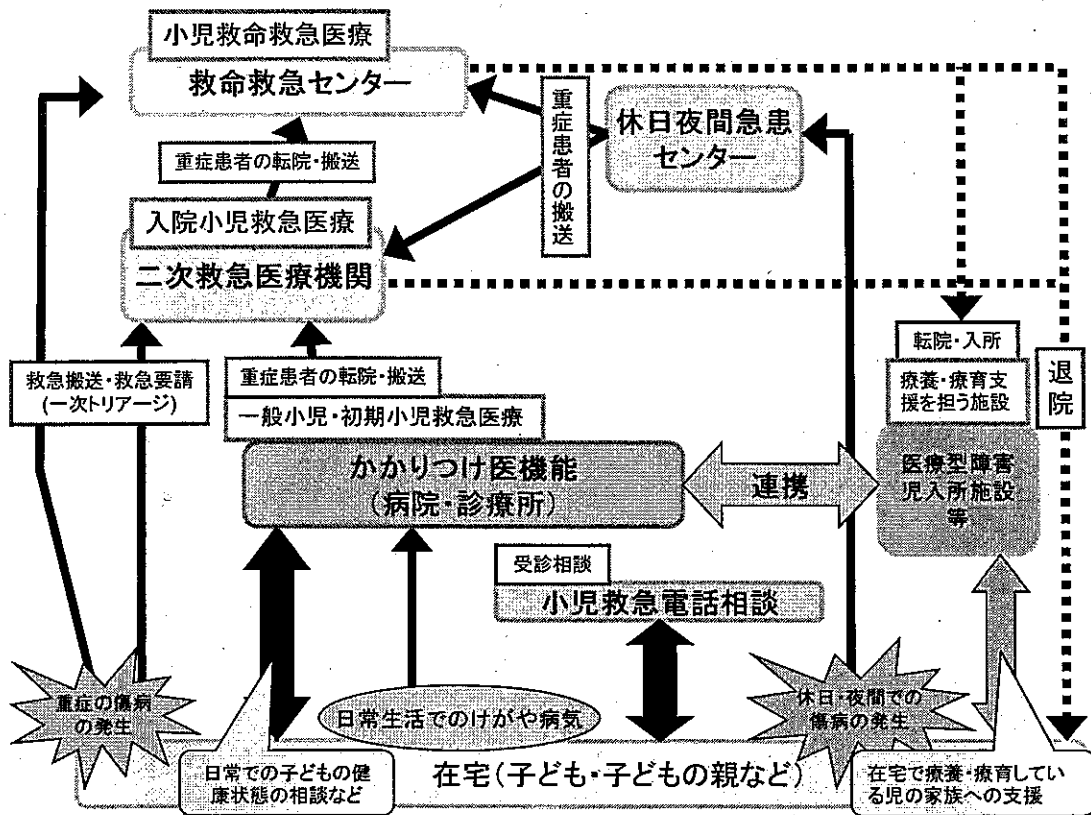 小児救命救急医療
救命救急センター
重症患者の搬送
休日夜間急患
センター
重症患者の転院・搬送
入院小児救急医療
二次救急医療機関
救急搬送・救急要請
(一次トリアージ)
重症患者の転院・搬送
一般小児・初期小児救急医療
かかりつけ医機能
(病院・診療所)
連携
転院・入所
療養・療育支
援を担う施設
医療型障害
児入所施設
等
退院
受診相談
小児救急電話相談
重症の傷病
の発生
日常生活でのけがや病気
休日・夜間での
傷病の発生
日常での子どもの健
康状態の相談など
在宅(子ども・子どもの親など)
在宅で療養・療育してい
る児の家族への支援